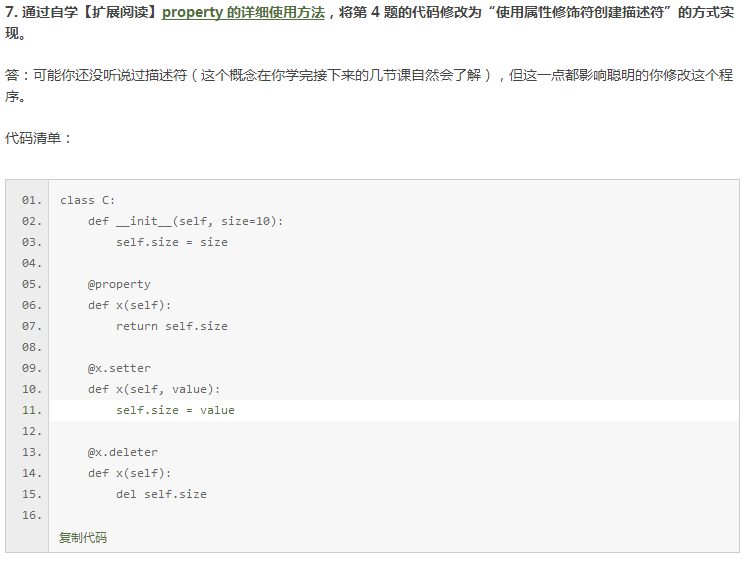 7. 通过自学【扩展阅读】property 的详细使用方法，将第 4 题的代码修改为“使用属性修饰符创建描述符”的方式实
现。
答：可能你还没听说过描述符（这个概念在你学完接下来的几节课自然会了解），但这一点都影响聪明的你修改这个程
序。
代码清单：
01. class C:
02.     def __init__(self, size=10):
03.         self.size = size
04.
05.     @property
06.     def x(self):
07.         return self.size
08.
09.     @x.setter
10.     def x(self, value):
11.         self.size = value
12.
13.     @x.deleter
14.     def x(self):
15.         del self.size
16.
复制代码